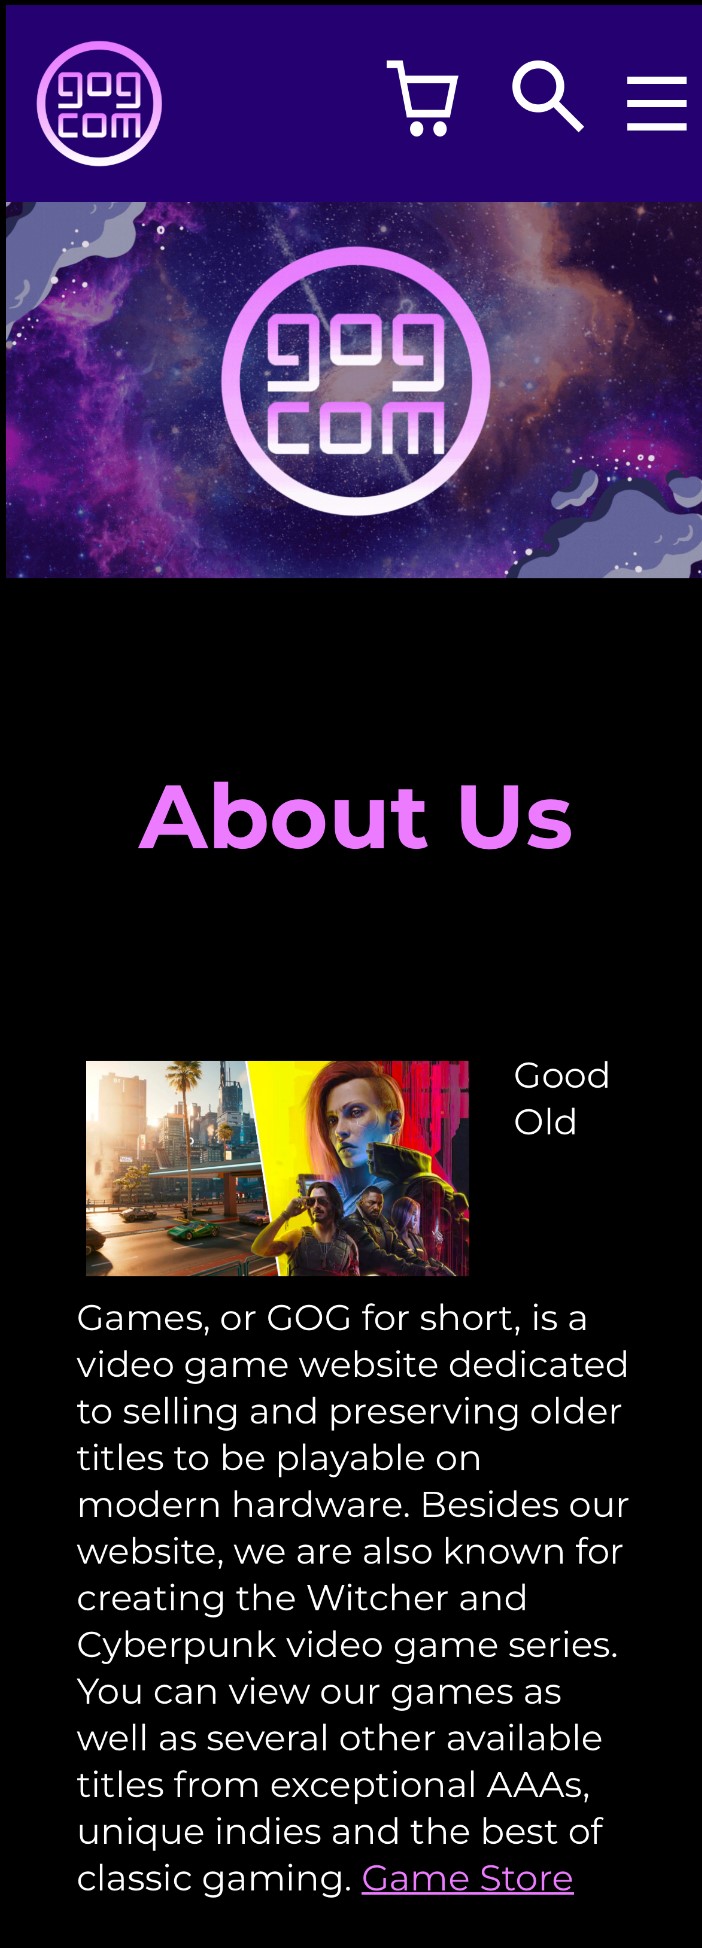 gog
com
gog
com
About Us
Good
Old
Games, or GOG for short, is a
video game website dedicated
to selling and preserving older
titles to be playable on
modern hardware. Besides our
website, we are also known for
creating the Witcher and
Cyberpunk video game series.
You can view our games as
well as several other available
titles from exceptional AAAs,
unique indies and the best of
classic gaming. Game Store